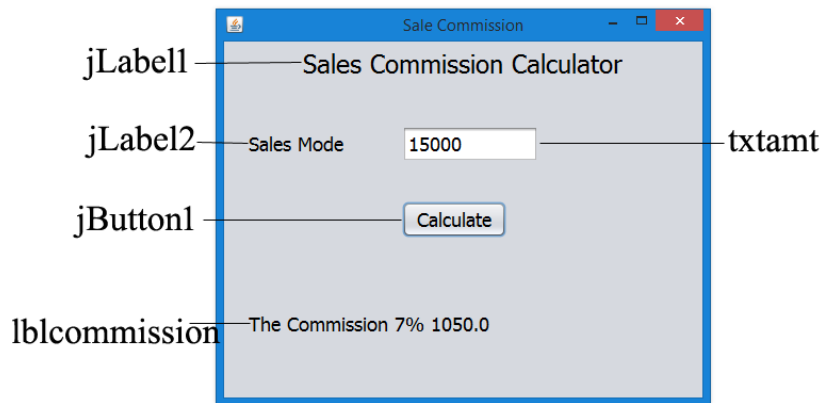 Sale Commission
jLabel1 Sales Commission Calculator
jLabel2 Sales Mode 15000 txtamt
jButton1 Calculate
lblcommission The Commission 7% 1050.0